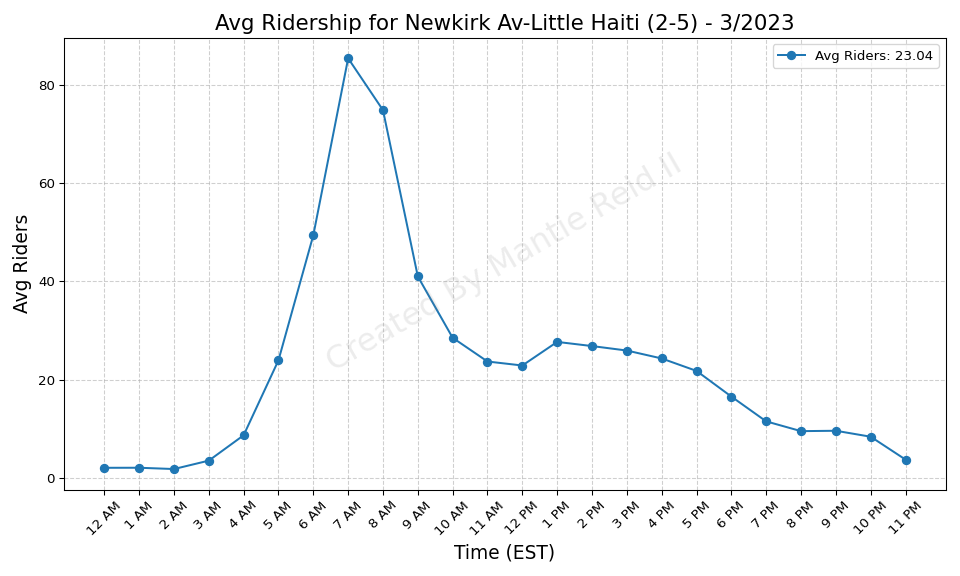 Avg Ridership for Newkirk Av-Little Haiti (2-5) - 3/2023
Avg Riders: 23.04
80
60
40
20
0
Avg Riders
Created By Mantie Reid II
12 AM
1 AM
2 AM
3 AM
4 AM
5 AM
6 AM
7 AM
8 AM
9 AM
10 AM
11 AM
12 PM
1 PM
2 PM
3 PM
4 PM
5 PM
6 PM
7 PM
8 PM
9 PM
10 PM
11 PM
Time (EST)